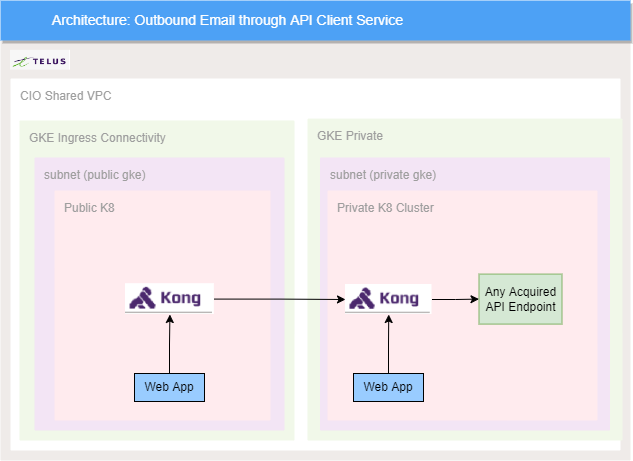 Architecture: Outbound Email through API Client Service
TELUS
CIO Shared VPC
GKE Ingress Connectivity
GKE Private
subnet (public gke)
subnet (private gke)
Public K8
Private K8 Cluster
Kong
Kong
Any Acquired
API Endpoint
Web App
Web App